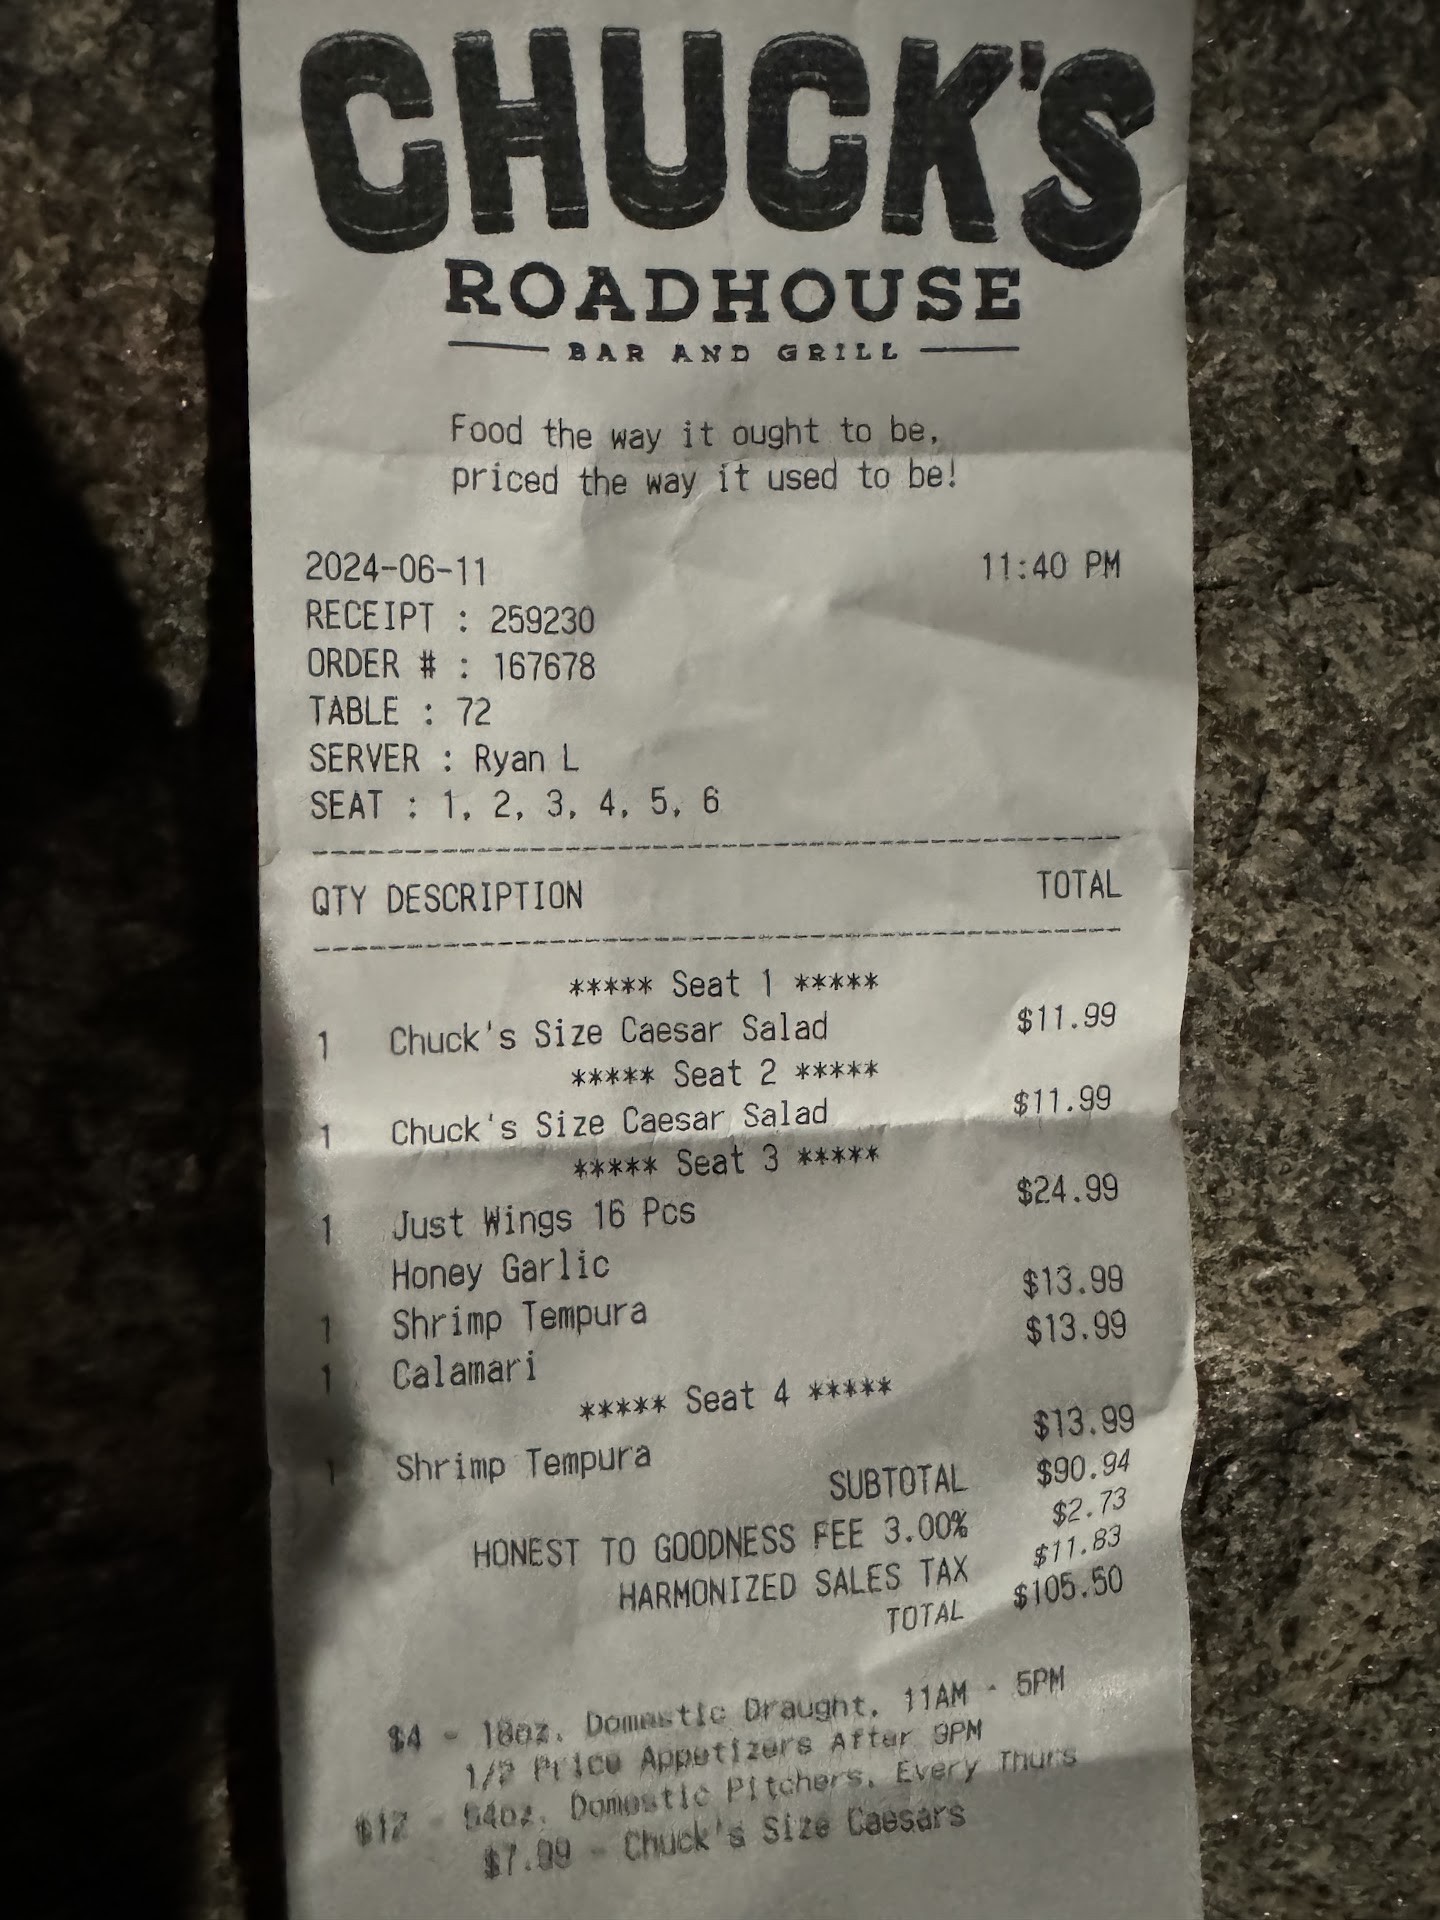 CHUCK'S
ROADHOUSE
BAR AND GRILL
Food the way it ought to be,
priced the way it used to be!
2024-06-11 11:40 PM
RECEIPT : 259230
ORDER # : 167678
TABLE : 72
SERVER : Ryan L
SEAT : 1, 2, 3, 4, 5, 6
QTY DESCRIPTION TOTAL
***** Seat 1 *****
1 Chuck's Size Caesar Salad $11.99
***** Seat 2 *****
1 Chuck's Size Caesar Salad $11.99
***** Seat 3 *****
1 Just Wings 16 Pcs $24.99
Honey Garlic
1 Shrimp Tempura $13.99
1 Calamari $13.99
***** Seat 4 *****
1 Shrimp Tempura $13.99
SUBTOTAL $90.94
HONEST TO GOODNESS FEE 3.00% $2.73
HARMONIZED SALES TAX $11.83
TOTAL $105.50
$4 - 18oz. Domestic Draught, 11AM - 5PM
1/2 Price Appetizers After 9PM
$12 - 64oz. Domestic Pitchers, Every Thurs
$7.99 - Chuck's Size Caesars